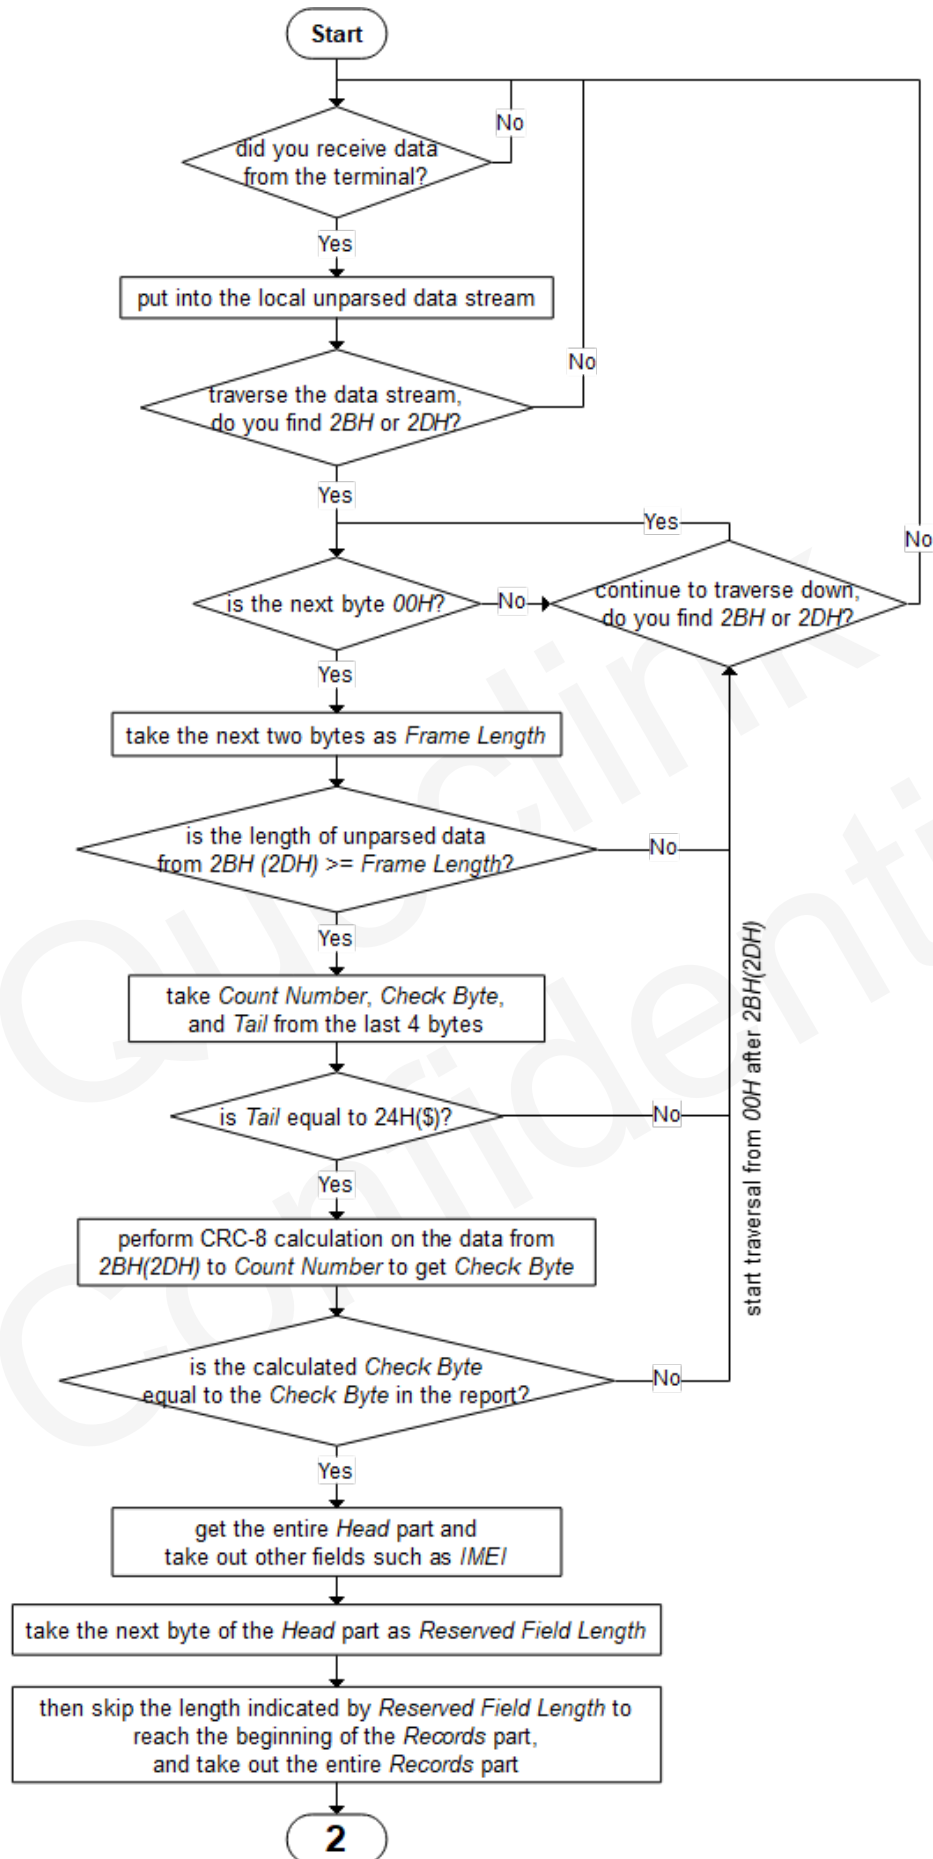 Start
No
did you receive data
from the terminal?
Yes
put into the local unparsed data stream
No
traverse the data stream,
do you find 2BH or 2DH?
Yes
Yes
No
is the next byte 00H?
No
continue to traverse down,
do you find 2BH or 2DH?
Yes
take the next two bytes as Frame Length
is the length of unparsed data
from 2BH (2DH) >= Frame Length?
No
Yes
take Count Number, Check Byte,
and Tail from the last 4 bytes
start traversal from 00H after 2BH(2DH)
is Tail equal to 24H($)?
No
Yes
perform CRC-8 calculation on the data from
2BH(2DH) to Count Number to get Check Byte
is the calculated Check Byte
equal to the Check Byte in the report?
No
Yes
get the entire Head part and
take out other fields such as IMEI
take the next byte of the Head part as Reserved Field Length
then skip the length indicated by Reserved Field Length to
reach the beginning of the Records part,
and take out the entire Records part
2